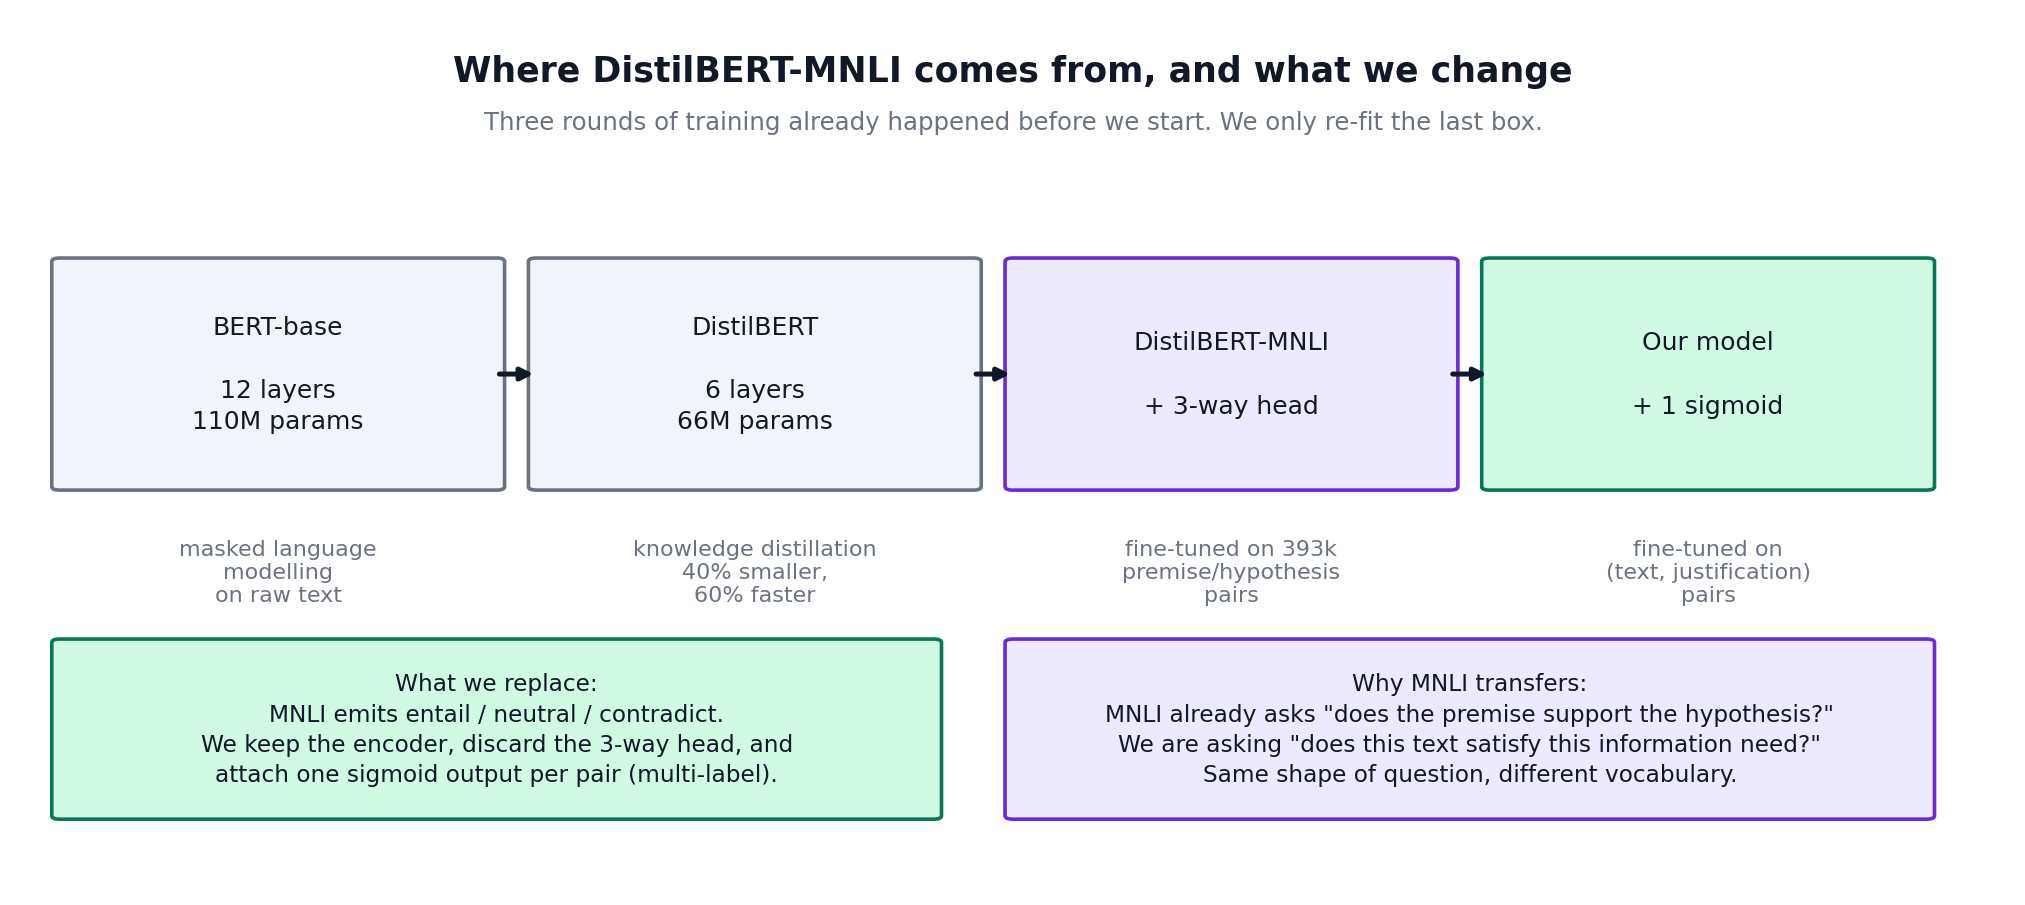 Where DistilBERT-MNLI comes from, and what we change
Three rounds of training already happened before we start. We only re-fit the last box.
BERT-base
12 layers
110M params
DistilBERT
6 layers
66M params
DistilBERT-MNLI
+ 3-way head
Our model
+ 1 sigmoid
masked language
modelling
on raw text
knowledge distillation
40% smaller,
60% faster
fine-tuned on 393k
premise/hypothesis
pairs
fine-tuned on
(text, justification)
pairs
What we replace:
MNLI emits entail / neutral / contradict.
We keep the encoder, discard the 3-way head, and
attach one sigmoid output per pair (multi-label).
Why MNLI transfers:
MNLI already asks "does the premise support the hypothesis?"
We are asking "does this text satisfy this information need?"
Same shape of question, different vocabulary.